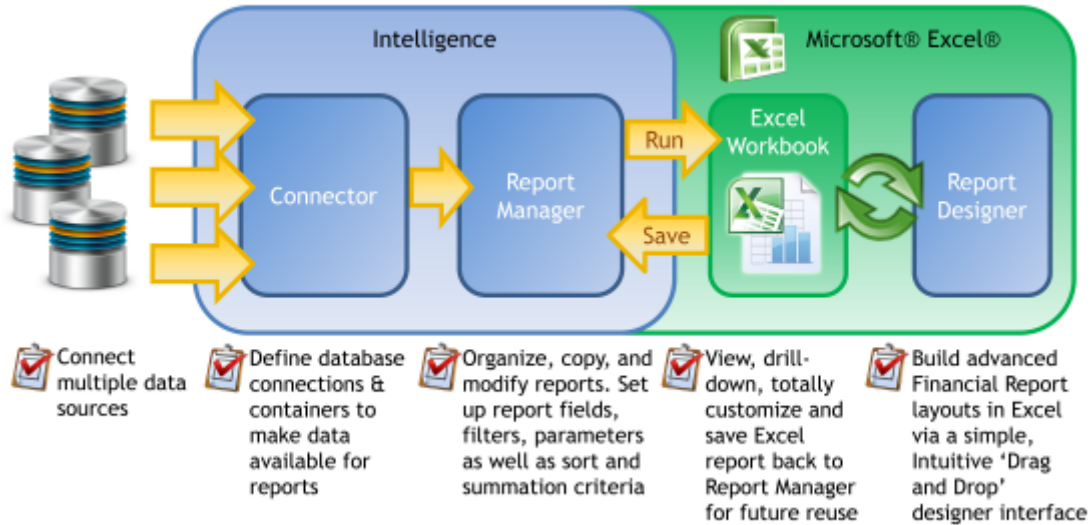 Intelligence
Microsoft® Excel®
Connector
Report
Manager
Run
Save
Excel
Workbook
Report
Designer
Connect
multiple data
sources
Define database
connections &
containers to
make data
available for
reports
Organize, copy, and
modify reports. Set
up report fields,
filters, parameters
as well as sort and
summation criteria
View, drill-
down, totally
customize and
save Excel
report back to
Report Manager
for future reuse
Build advanced
Financial Report
layouts in Excel
via a simple,
Intuitive ‘Drag
and Drop’
designer interface